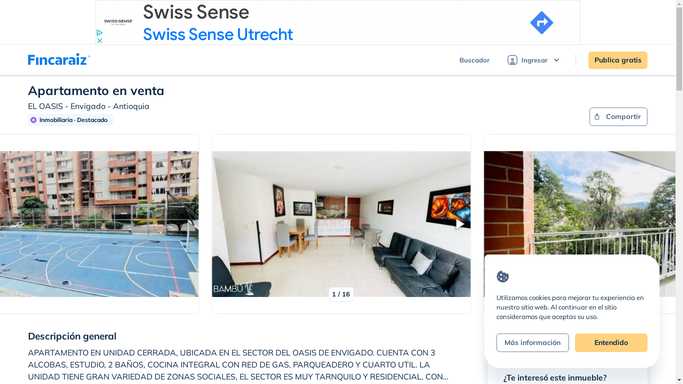 SWISS SENSE
Swiss Sense
Swiss Sense Utrecht
Fincaraiz
Buscador
Ingresar
Publica gratis
Apartamento en venta
EL OASIS - Envigado - Antioquia
Inmobiliaria · Destacado
Compartir
BAMBÚ
1 / 16
Utilizamos cookies para mejorar tu experiencia en
nuestro sitio web. Al continuar en el sitio
consideramos que aceptas su uso.
Más información
Entendido
Descripción general
APARTAMENTO EN UNIDAD CERRADA, UBICADA EN EL SECTOR DEL OASIS DE ENVIGADO. CUENTA CON 3
ALCOBAS, ESTUDIO, 2 BAÑOS, COCINA INTEGRAL CON RED DE GAS, PARQUEADERO Y CUARTO UTIL. LA
UNIDAD TIENE GRAN VARIEDAD DE ZONAS SOCIALES, EL SECTOR ES MUY TARNQUILO Y RESIDENCIAL, CON...
¿Te interesó este inmueble?